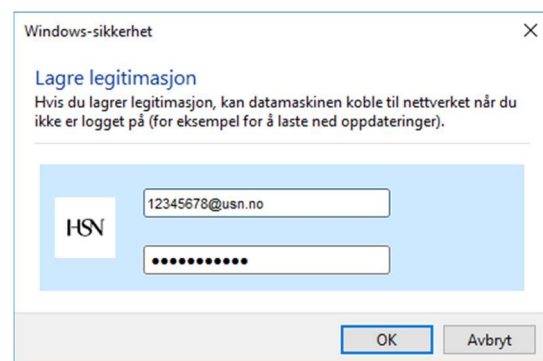 Windows-sikkerhet
Lagre legitimasjon
Hvis du lagrer legitimasjon, kan datamaskinen koble til nettverket når du
ikke er logget på (for eksempel for å laste ned oppdateringer).
12345678@usn.no
HSN
●●●●●●●●●●●
OK
Avbryt